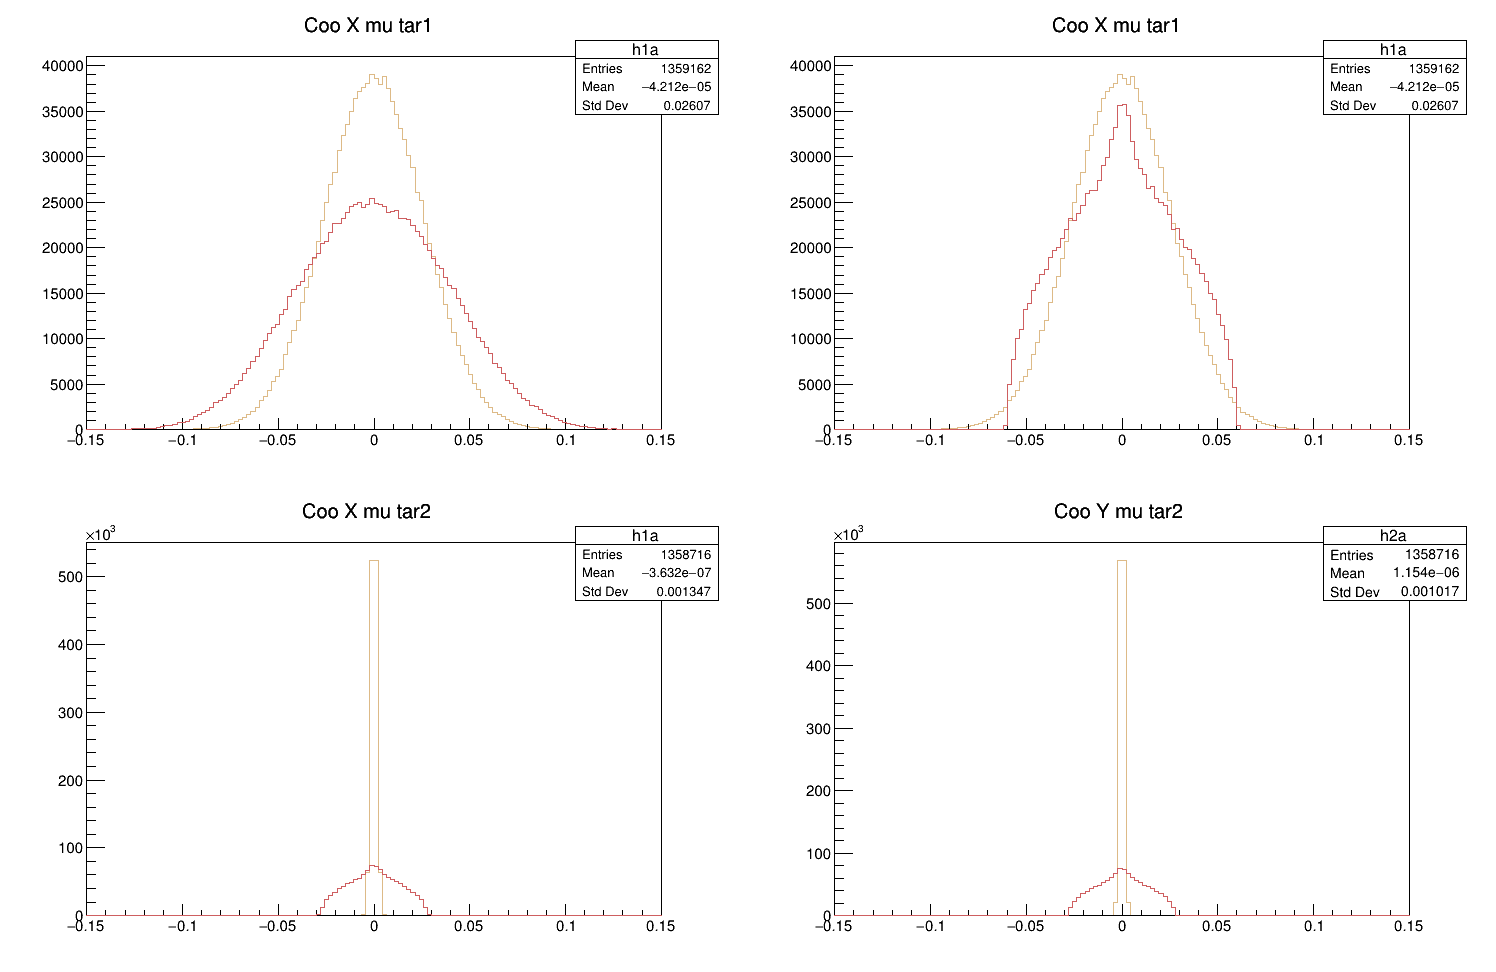 Coo X mu tar1
h1a
Entries 1359162
Mean −4.212e−05
Std Dev 0.02607
40000
35000
30000
25000
20000
15000
10000
5000
0
−0.15 −0.1 −0.05 0 0.05 0.1 0.15
Coo X mu tar1
h1a
Entries 1359162
Mean −4.212e−05
Std Dev 0.02607
40000
35000
30000
25000
20000
15000
10000
5000
0
−0.15 −0.1 −0.05 0 0.05 0.1 0.15
Coo X mu tar2
×10³
h1a
Entries 1358716
Mean −3.632e−07
Std Dev 0.001347
500
400
300
200
100
0
−0.15 −0.1 −0.05 0 0.05 0.1 0.15
Coo Y mu tar2
×10³
h2a
Entries 1358716
Mean 1.154e−06
Std Dev 0.001017
500
400
300
200
100
0
−0.15 −0.1 −0.05 0 0.05 0.1 0.15